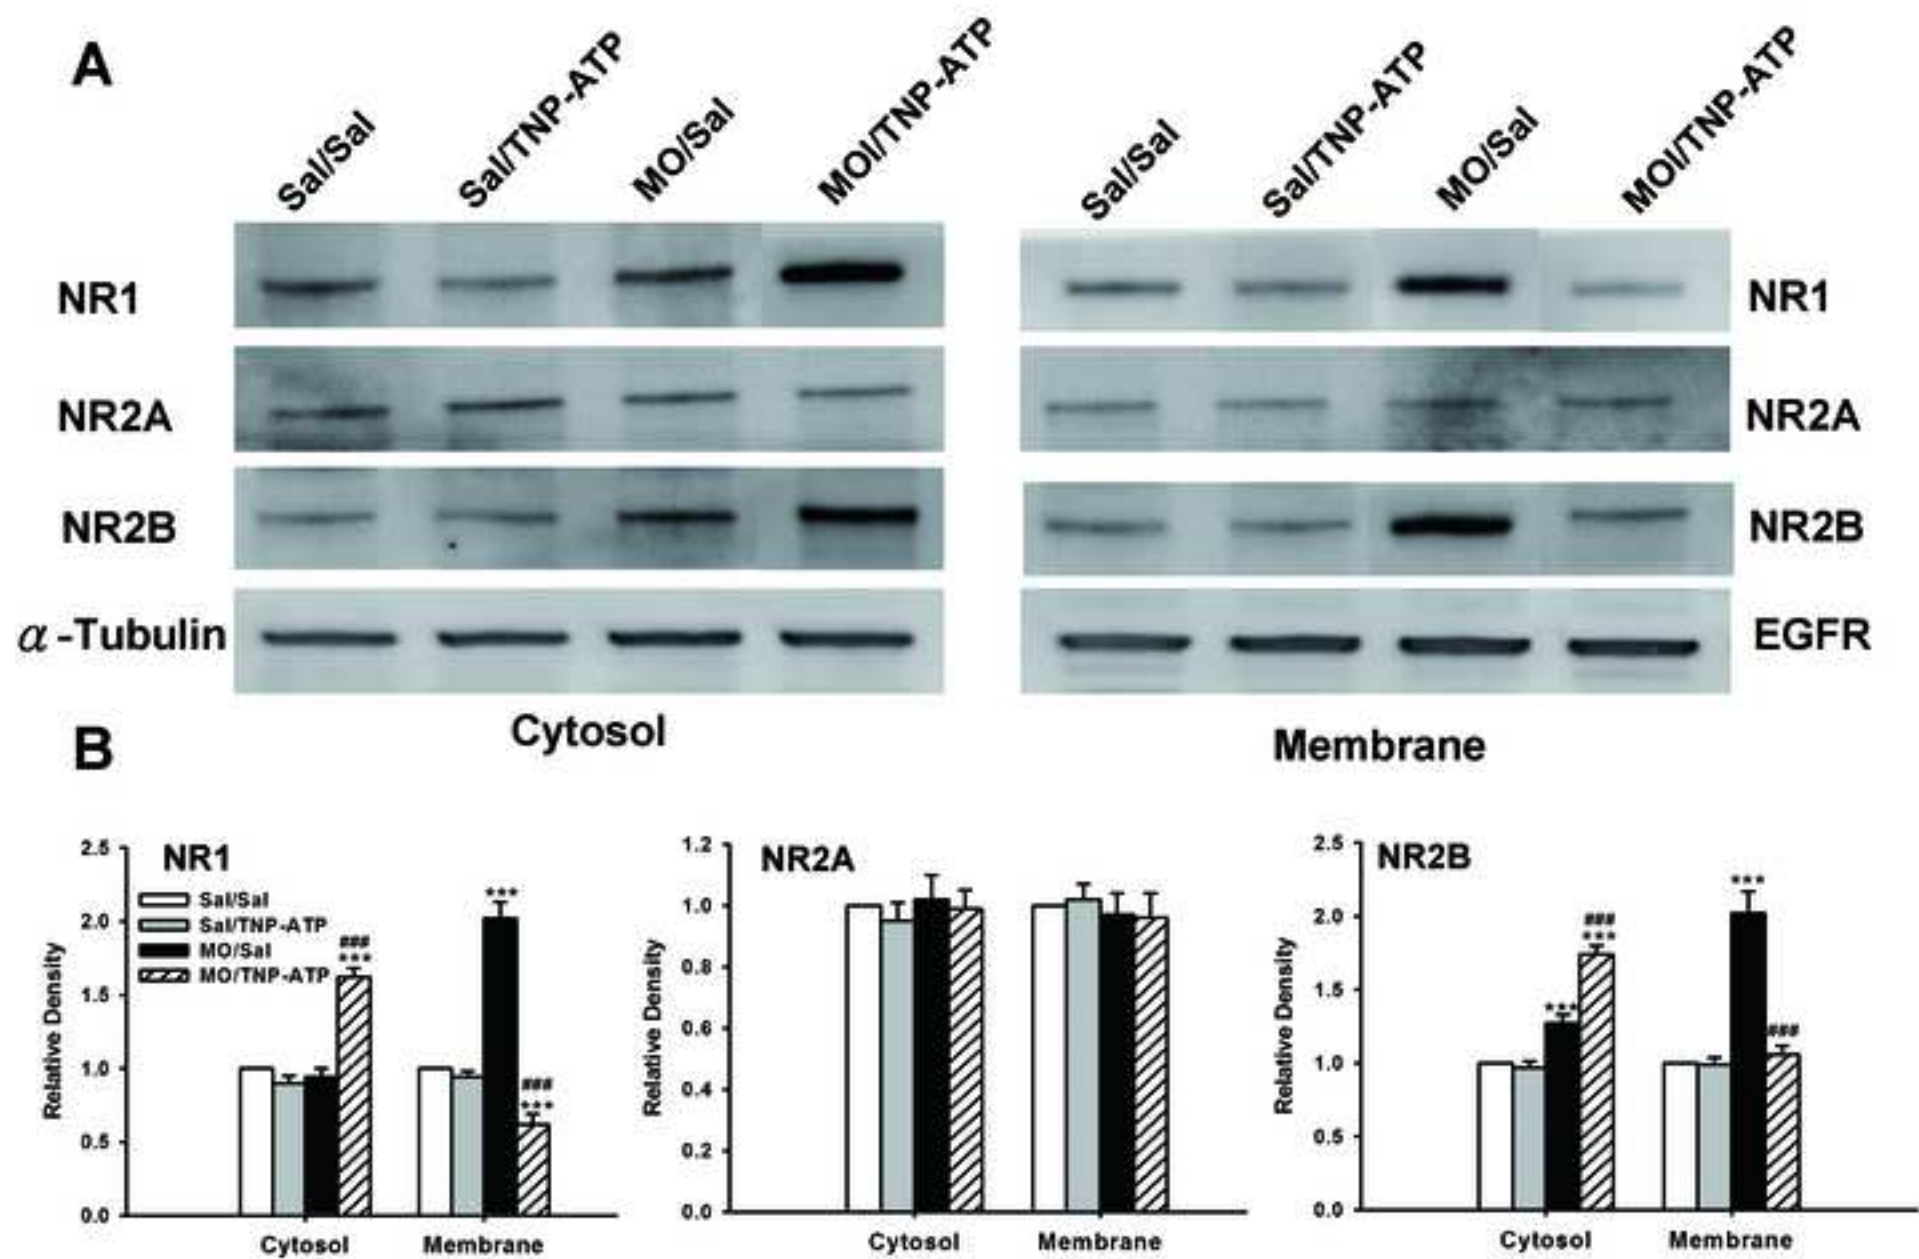 A
Sal/Sal
Sal/TNP-ATP
MO/Sal
MOI/TNP-ATP
Sal/Sal
Sal/TNP-ATP
MO/Sal
MOI/TNP-ATP
NR1
NR1
NR2A
NR2A
NR2B
NR2B
α-Tubulin
EGFR
Cytosol
Membrane
B
NR1
Sal/Sal
Sal/TNP-ATP
MO/Sal
MO/TNP-ATP
Relative Density
2.5
2.0
1.5
1.0
0.5
0.0
###
***
***
###
***
Cytosol
Membrane
NR2A
Relative Density
1.2
1.0
0.8
0.6
0.4
0.2
0.0
Cytosol
Membrane
NR2B
Relative Density
2.5
2.0
1.5
1.0
0.5
0.0
***
###
***
***
###
Cytosol
Membrane